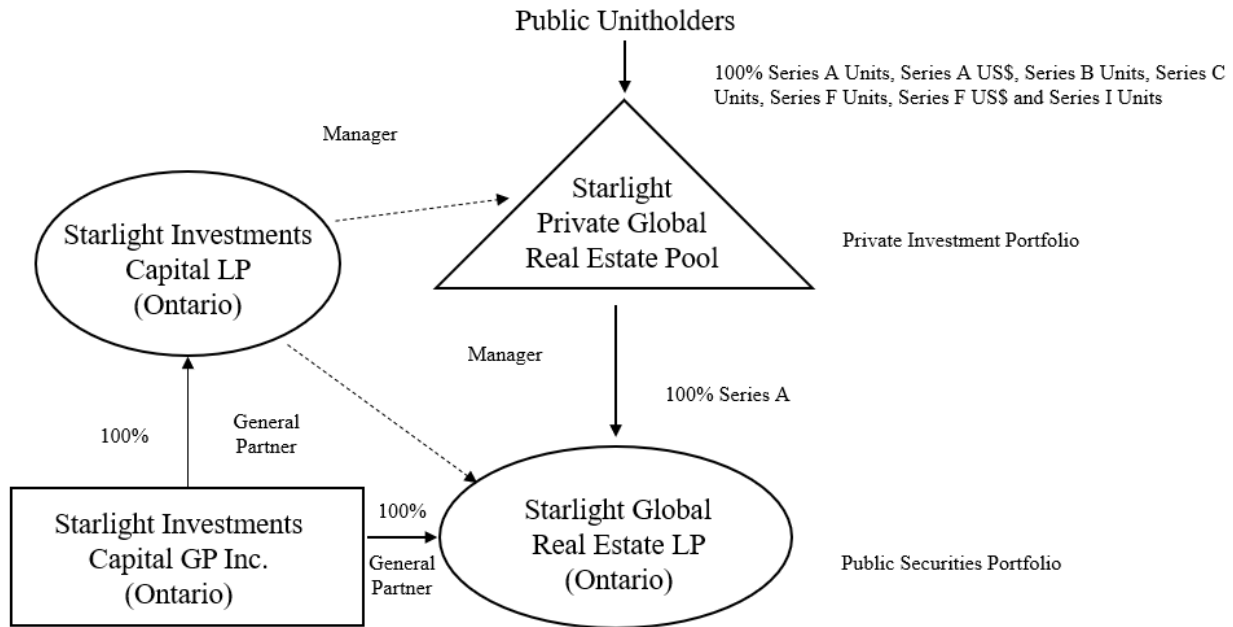 Public Unitholders
100% Series A Units, Series A US$, Series B Units, Series C
Units, Series F Units, Series F US$ and Series I Units
Manager
Starlight
Private Global
Real Estate Pool
Starlight Investments
Capital LP
(Ontario)
Private Investment Portfolio
Manager
100% Series A
100%
General
Partner
Starlight Investments
Capital GP Inc.
(Ontario)
100%
General
Partner
Starlight Global
Real Estate LP
(Ontario)
Public Securities Portfolio